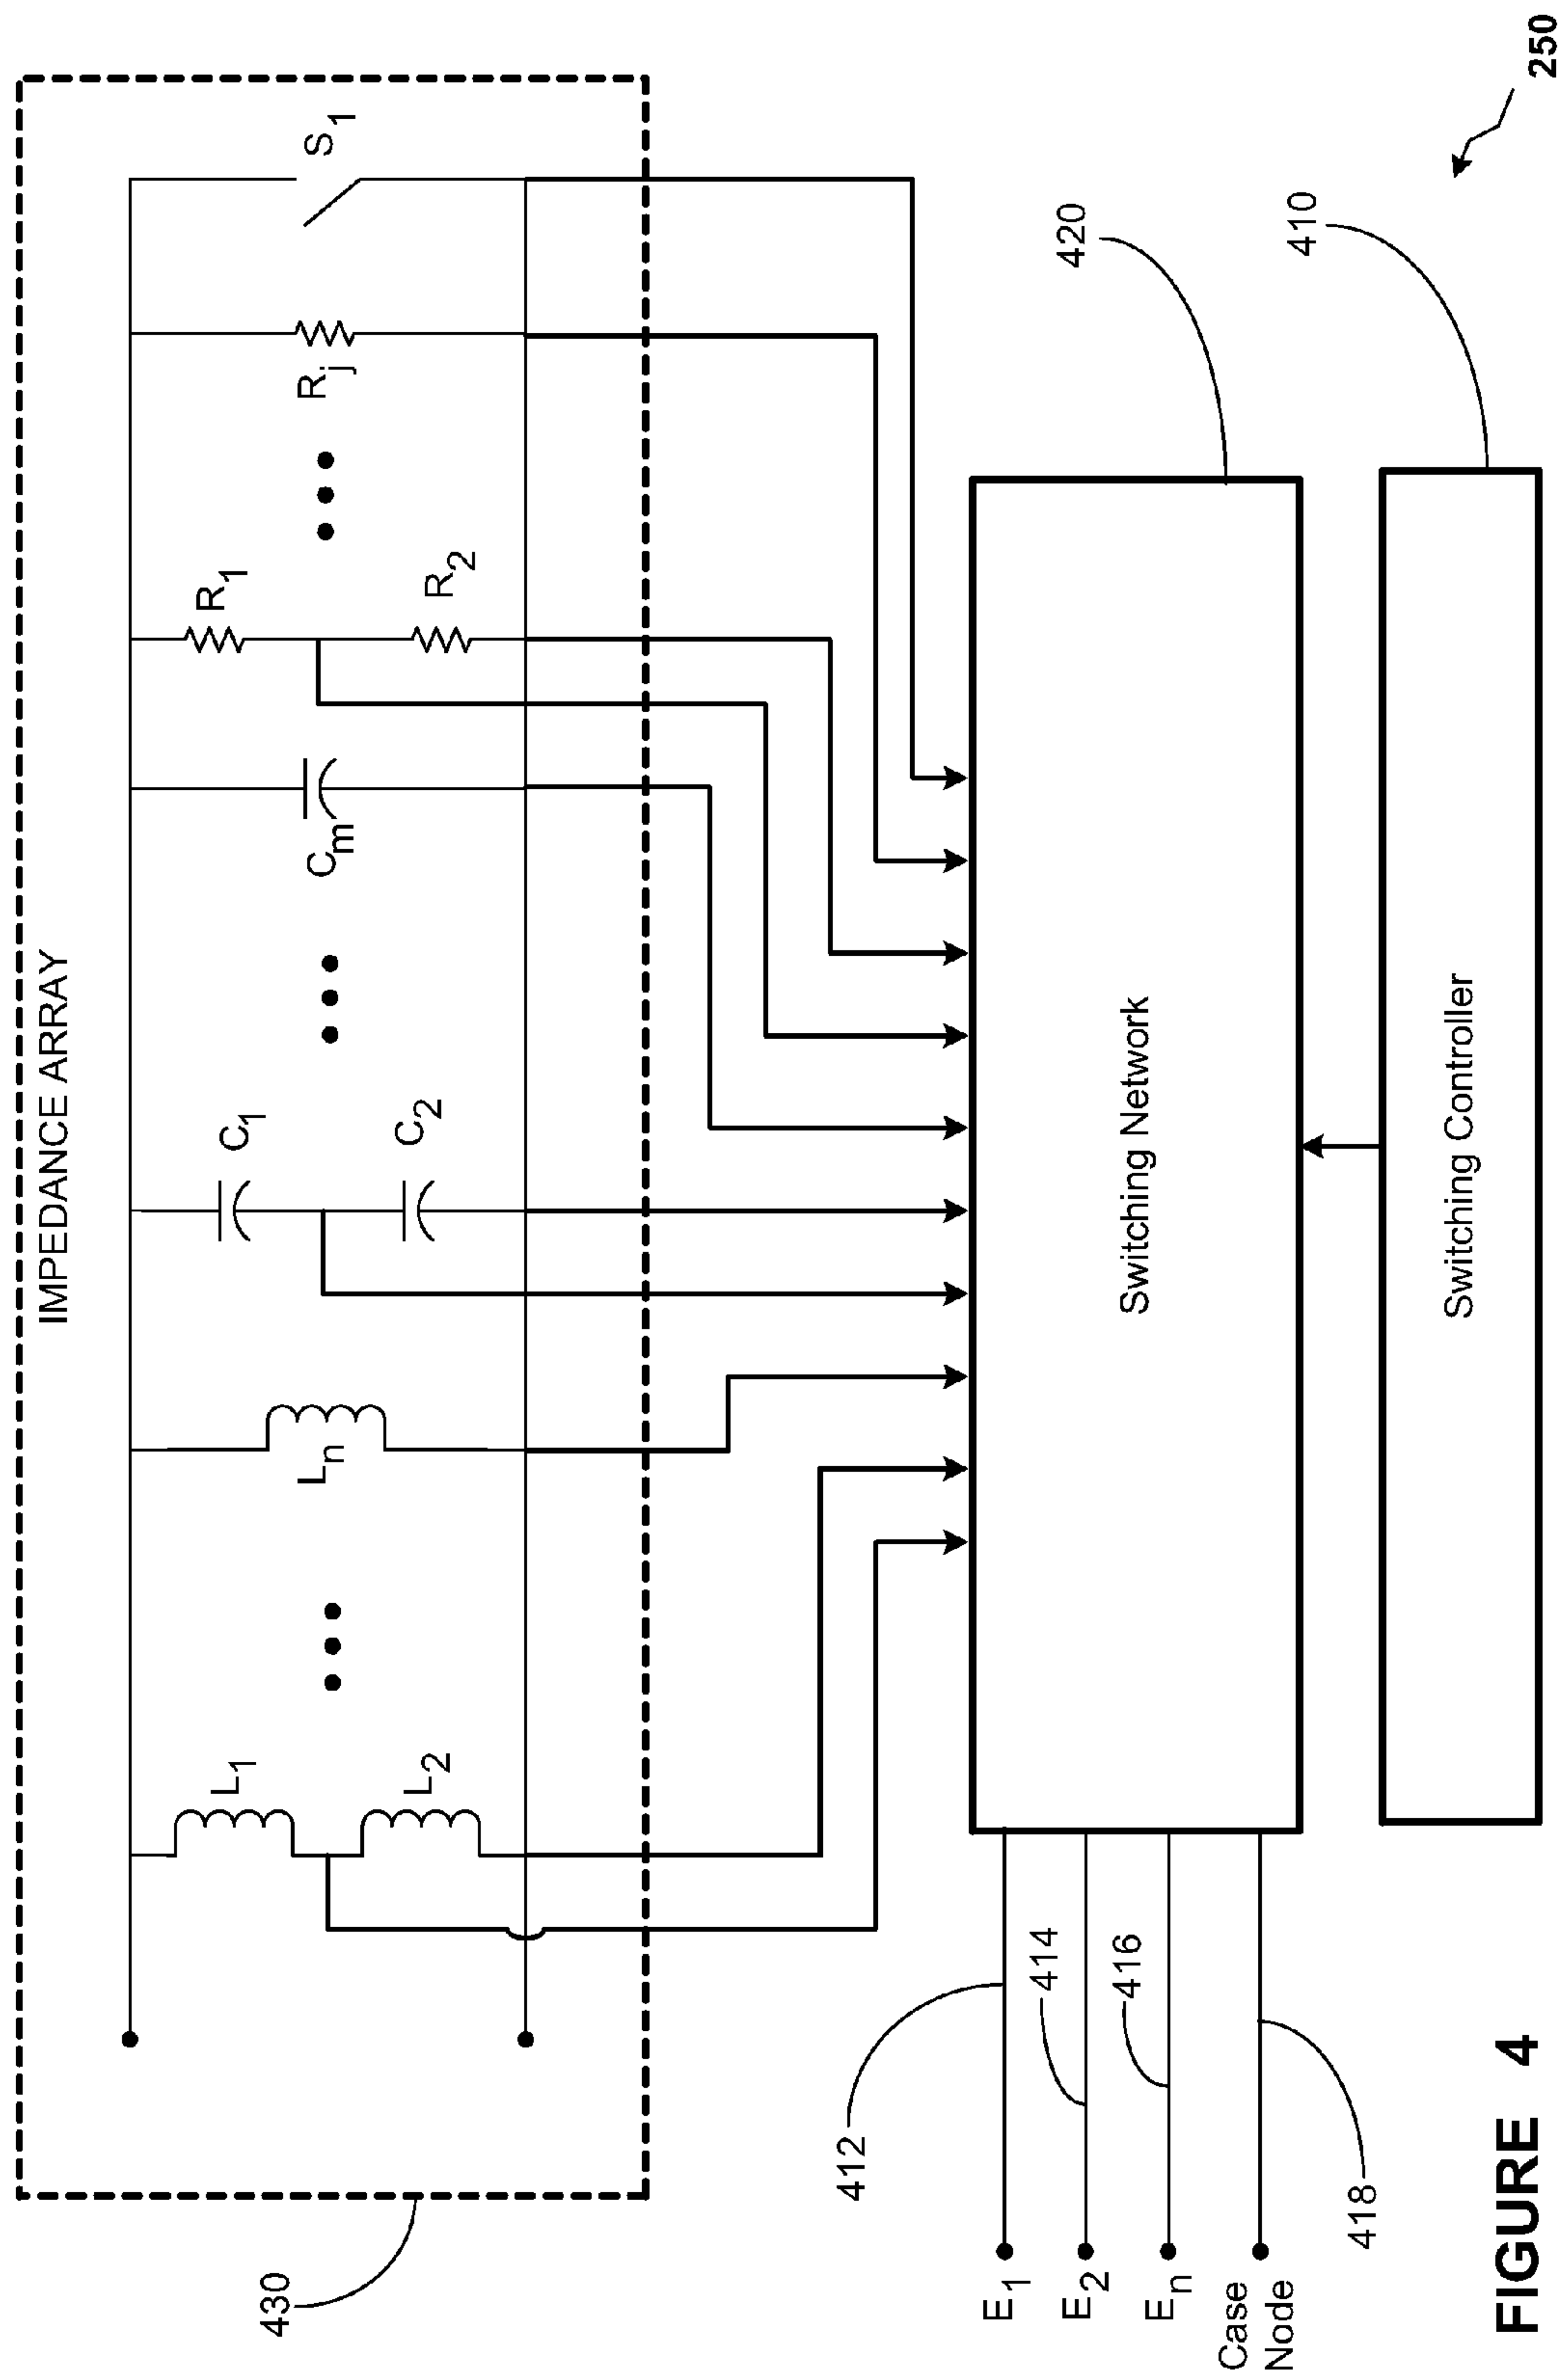 IMPEDANCE ARRAY
430
L1
L2
Ln
C1
C2
Cm
R1
R2
Rj
S1
412
414
416
418
E1
E2
En
Case
Node
Switching Network
420
Switching Controller
410
250
FIGURE 4